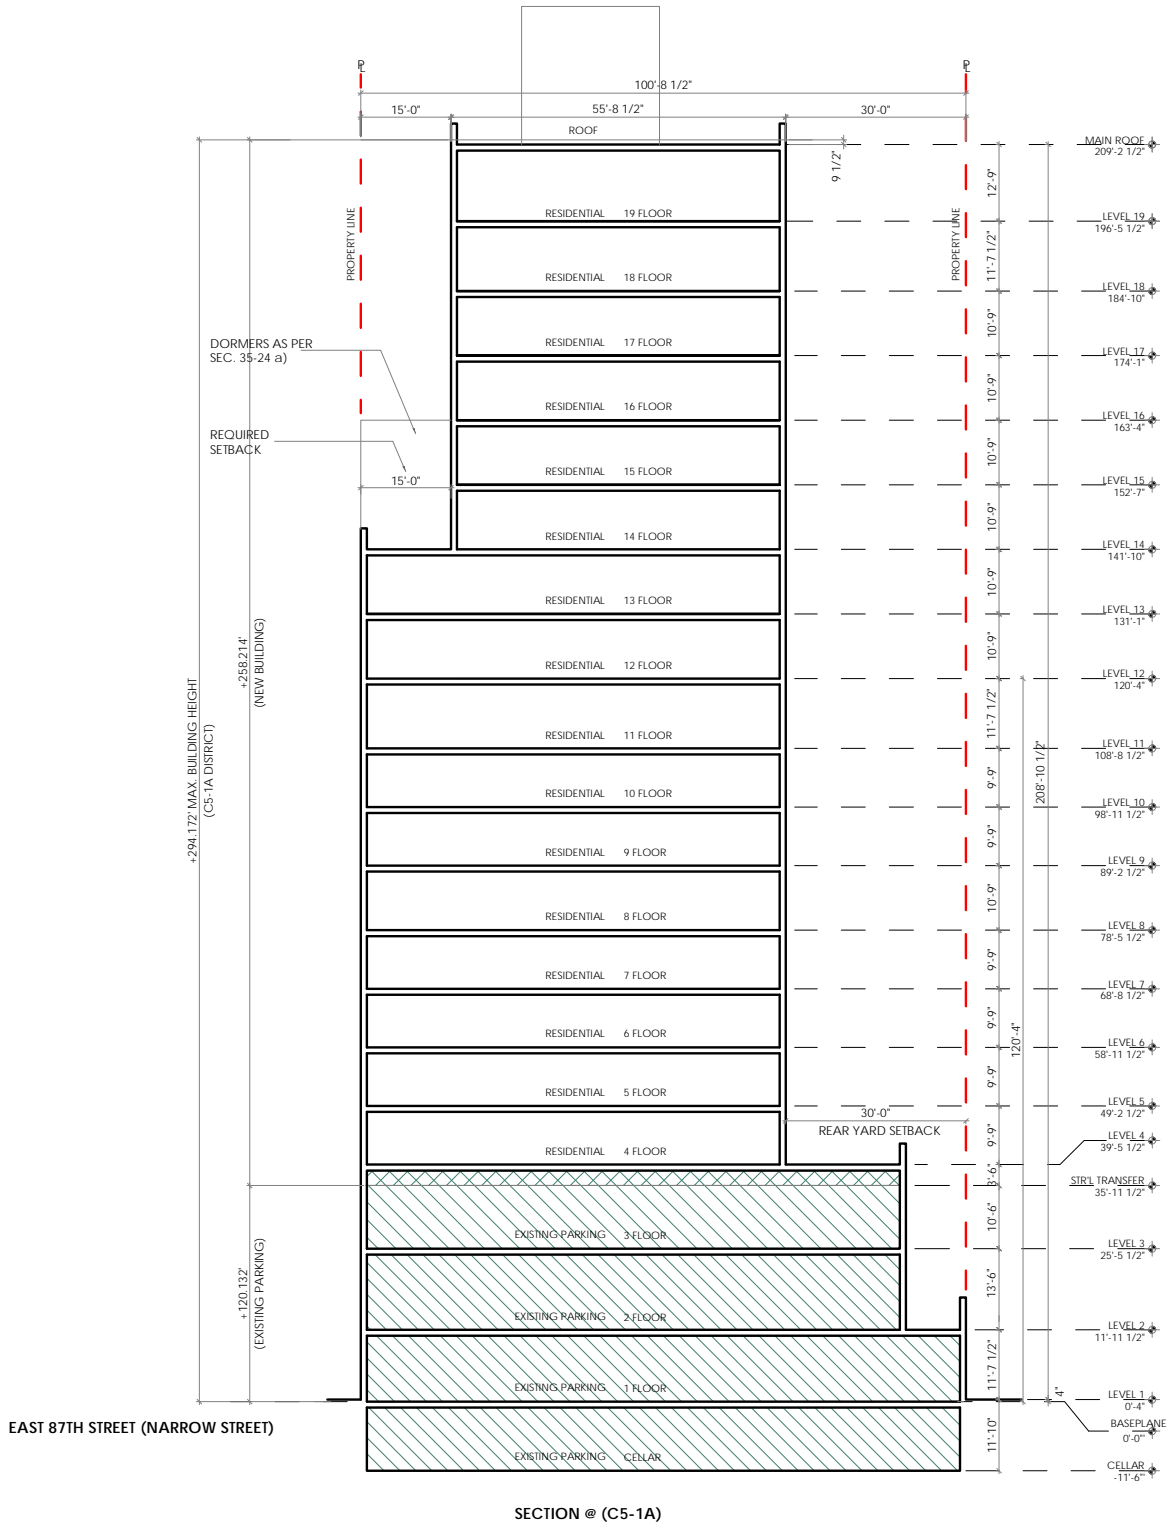 PL
PL
100'-8 1/2"
15'-0"
55'-8 1/2"
30'-0"
ROOF
9 1/2"
MAIN ROOF
209'-2 1/2"
12'-9"
RESIDENTIAL 19 FLOOR
LEVEL 19
196'-5 1/2"
PROPERTY LINE
PROPERTY LINE
11'-7 1/2"
RESIDENTIAL 18 FLOOR
LEVEL 18
184'-10"
10'-9"
DORMERS AS PER
SEC. 35-24 a)
RESIDENTIAL 17 FLOOR
LEVEL 17
174'-1"
10'-9"
RESIDENTIAL 16 FLOOR
LEVEL 16
163'-4"
REQUIRED
SETBACK
10'-9"
RESIDENTIAL 15 FLOOR
15'-0"
LEVEL 15
152'-7"
10'-9"
RESIDENTIAL 14 FLOOR
LEVEL 14
141'-10"
10'-9"
RESIDENTIAL 13 FLOOR
LEVEL 13
131'-1"
10'-9"
RESIDENTIAL 12 FLOOR
LEVEL 12
120'-4"
+258.214'
(NEW BUILDING)
11'-7 1/2"
RESIDENTIAL 11 FLOOR
LEVEL 11
108'-8 1/2"
+294.172' MAX. BUILDING HEIGHT
(C5-1A DISTRICT)
9'-9"
208'-10 1/2"
RESIDENTIAL 10 FLOOR
LEVEL 10
98'-11 1/2"
9'-9"
RESIDENTIAL 9 FLOOR
LEVEL 9
89'-2 1/2"
10'-9"
RESIDENTIAL 8 FLOOR
LEVEL 8
78'-5 1/2"
9'-9"
RESIDENTIAL 7 FLOOR
LEVEL 7
68'-8 1/2"
9'-9"
120'-4"
RESIDENTIAL 6 FLOOR
LEVEL 6
58'-11 1/2"
9'-9"
RESIDENTIAL 5 FLOOR
LEVEL 5
49'-2 1/2"
30'-0"
REAR YARD SETBACK
9'-9"
RESIDENTIAL 4 FLOOR
LEVEL 4
39'-5 1/2"
3'-6"
STR'L TRANSFER
35'-11 1/2"
10'-6"
EXISTING PARKING 3 FLOOR
LEVEL 3
25'-5 1/2"
+120.132'
(EXISTING PARKING)
13'-6"
EXISTING PARKING 2 FLOOR
LEVEL 2
11'-11 1/2"
11'-7 1/2"
EXISTING PARKING 1 FLOOR
4"
LEVEL 1
0'-4"
EAST 87TH STREET (NARROW STREET)
BASEPLANE
0'-0"
11'-10"
EXISTING PARKING CELLAR
CELLAR
-11'-6"
SECTION @ (C5-1A)